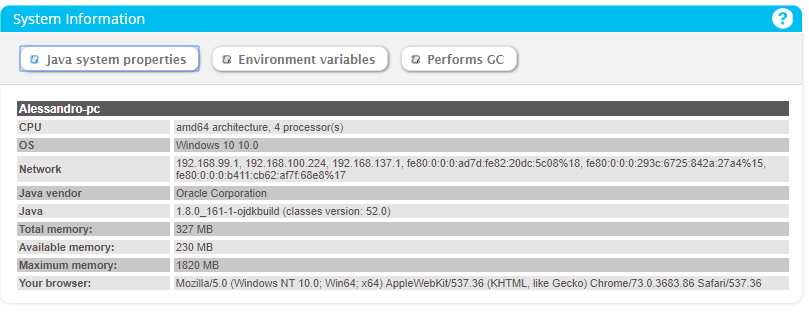 System Information
?
Java system properties Environment variables Performs GC
Alessandro-pc
CPU amd64 architecture, 4 processor(s)
OS Windows 10 10.0
Network 192.168.99.1, 192.168.100.224, 192.168.137.1, fe80:0:0:0:ad7d:fe82:20dc:5c08%18, fe80:0:0:0:293c:6725:842a:27a4%15,
fe80:0:0:0:b411:cb62:af7f:68e8%17
Java vendor Oracle Corporation
Java 1.8.0_161-1-ojdkbuild (classes version: 52.0)
Total memory: 327 MB
Available memory: 230 MB
Maximum memory: 1820 MB
Your browser: Mozilla/5.0 (Windows NT 10.0; Win64; x64) AppleWebKit/537.36 (KHTML, like Gecko) Chrome/73.0.3683.86 Safari/537.36